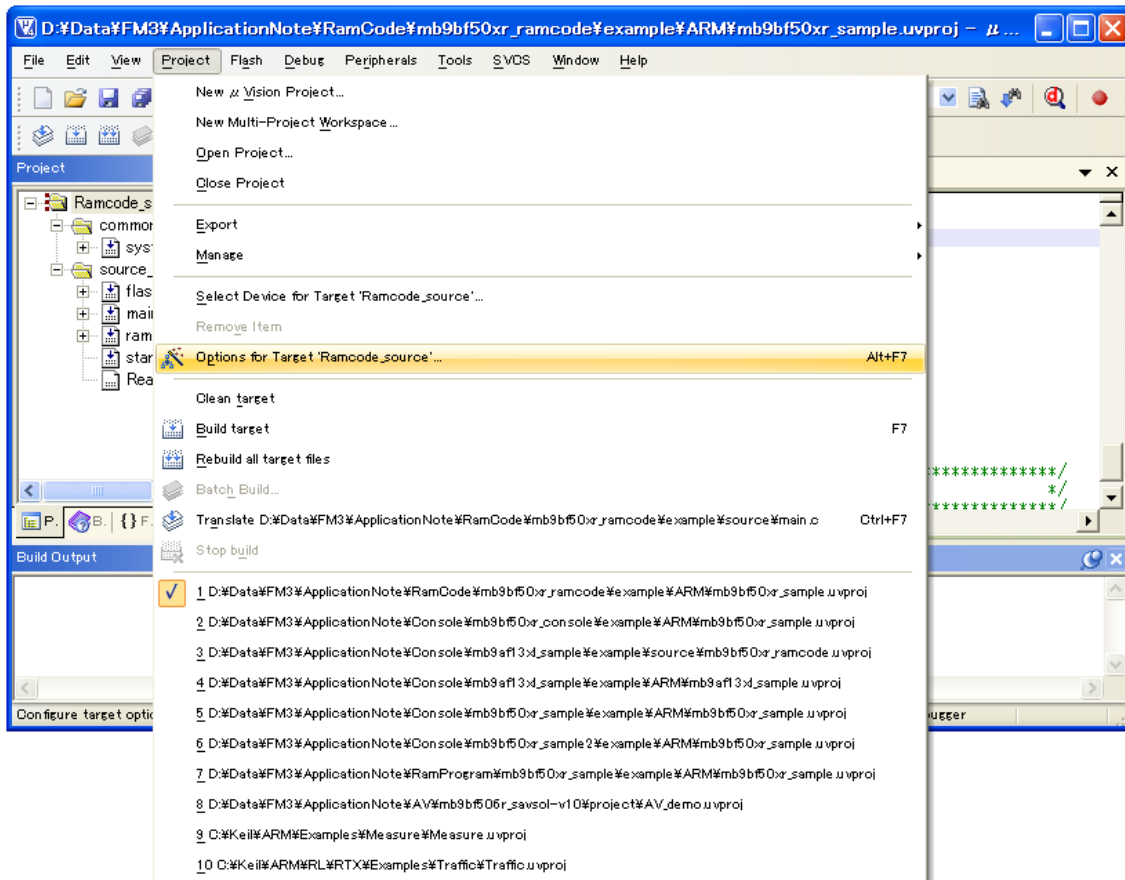 D:¥Data¥FM3¥ApplicationNote¥RamCode¥mb9bf50xr_ramcode¥example¥ARM¥mb9bf50xr_sample.uvproj - μ ...
File Edit View Project Flash Debug Peripherals Tools SVCS Window Help
New μ Vision Project...
New Multi-Project Workspace...
Open Project...
Close Project
Project
Ramcode_s
common
Export
syst
Manage
source_
flas
Select Device for Target 'Ramcode_source'...
mai
Remove Item
ram
Options for Target 'Ramcode_source'... Alt+F7
star
Rea
Clean target
Build target F7
Rebuild all target files
*************/
Batch Build... */
P. B. {} F. Translate D:¥Data¥FM3¥ApplicationNote¥RamCode¥mb9bf50xr_ramcode¥example¥source¥main.c Ctrl+F7
*************/
Stop build
Build Output
1 D:¥Data¥FM3¥ApplicationNote¥RamCode¥mb9bf50xr_ramcode¥example¥ARM¥mb9bf50xr_sample.uvproj
2 D:¥Data¥FM3¥ApplicationNote¥Console¥mb9bf50xr_console¥example¥ARM¥mb9bf50xr_sample.uvproj
3 D:¥Data¥FM3¥ApplicationNote¥Console¥mb9af13xl_sample¥example¥source¥mb9bf50xr_ramcode.uvproj
4 D:¥Data¥FM3¥ApplicationNote¥Console¥mb9af13xl_sample¥example¥ARM¥mb9af13xl_sample.uvproj
Configure target optic
5 D:¥Data¥FM3¥ApplicationNote¥Console¥mb9bf50xr_sample¥example¥ARM¥mb9bf50xr_sample.uvproj
ugger
6 D:¥Data¥FM3¥ApplicationNote¥Console¥mb9bf50xr_sample2¥example¥ARM¥mb9bf50xr_sample.uvproj
7 D:¥Data¥FM3¥ApplicationNote¥RamProgram¥mb9bf50xr_sample¥example¥ARM¥mb9bf50xr_sample.uvproj
8 D:¥Data¥FM3¥ApplicationNote¥AV¥mb9bf506r_savsol-v10¥project¥AV_demo.uvproj
9 C:¥Keil¥ARM¥Examples¥Measure¥Measure.uvproj
10 C:¥Keil¥ARM¥RL¥RTX¥Examples¥Traffic¥Traffic.uvproj